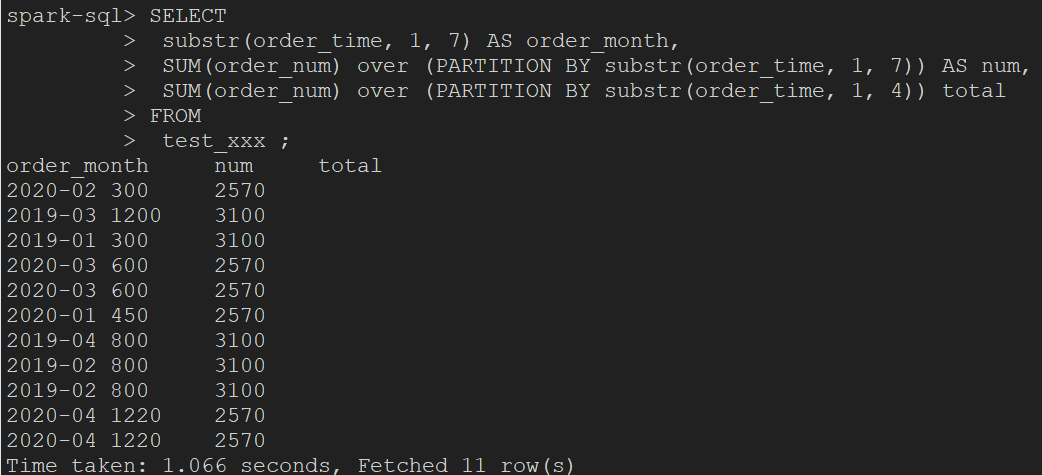 spark-sql> SELECT
> substr(order_time, 1, 7) AS order_month,
> SUM(order_num) over (PARTITION BY substr(order_time, 1, 7)) AS num,
> SUM(order_num) over (PARTITION BY substr(order_time, 1, 4)) total
> FROM
> test_xxx ;
order_month num total
2020-02 300 2570
2019-03 1200 3100
2019-01 300 3100
2020-03 600 2570
2020-03 600 2570
2020-01 450 2570
2019-04 800 3100
2019-02 800 3100
2019-02 800 3100
2020-04 1220 2570
2020-04 1220 2570
Time taken: 1.066 seconds, Fetched 11 row(s)